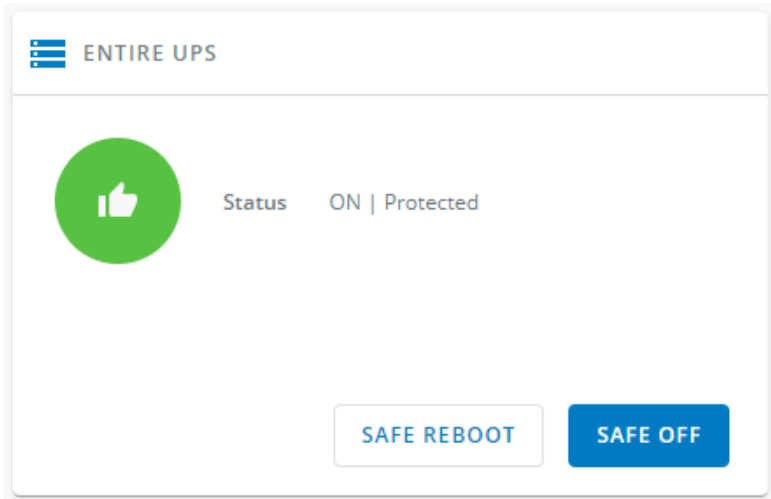 ENTIRE UPS
Status ON | Protected
SAFE REBOOT SAFE OFF